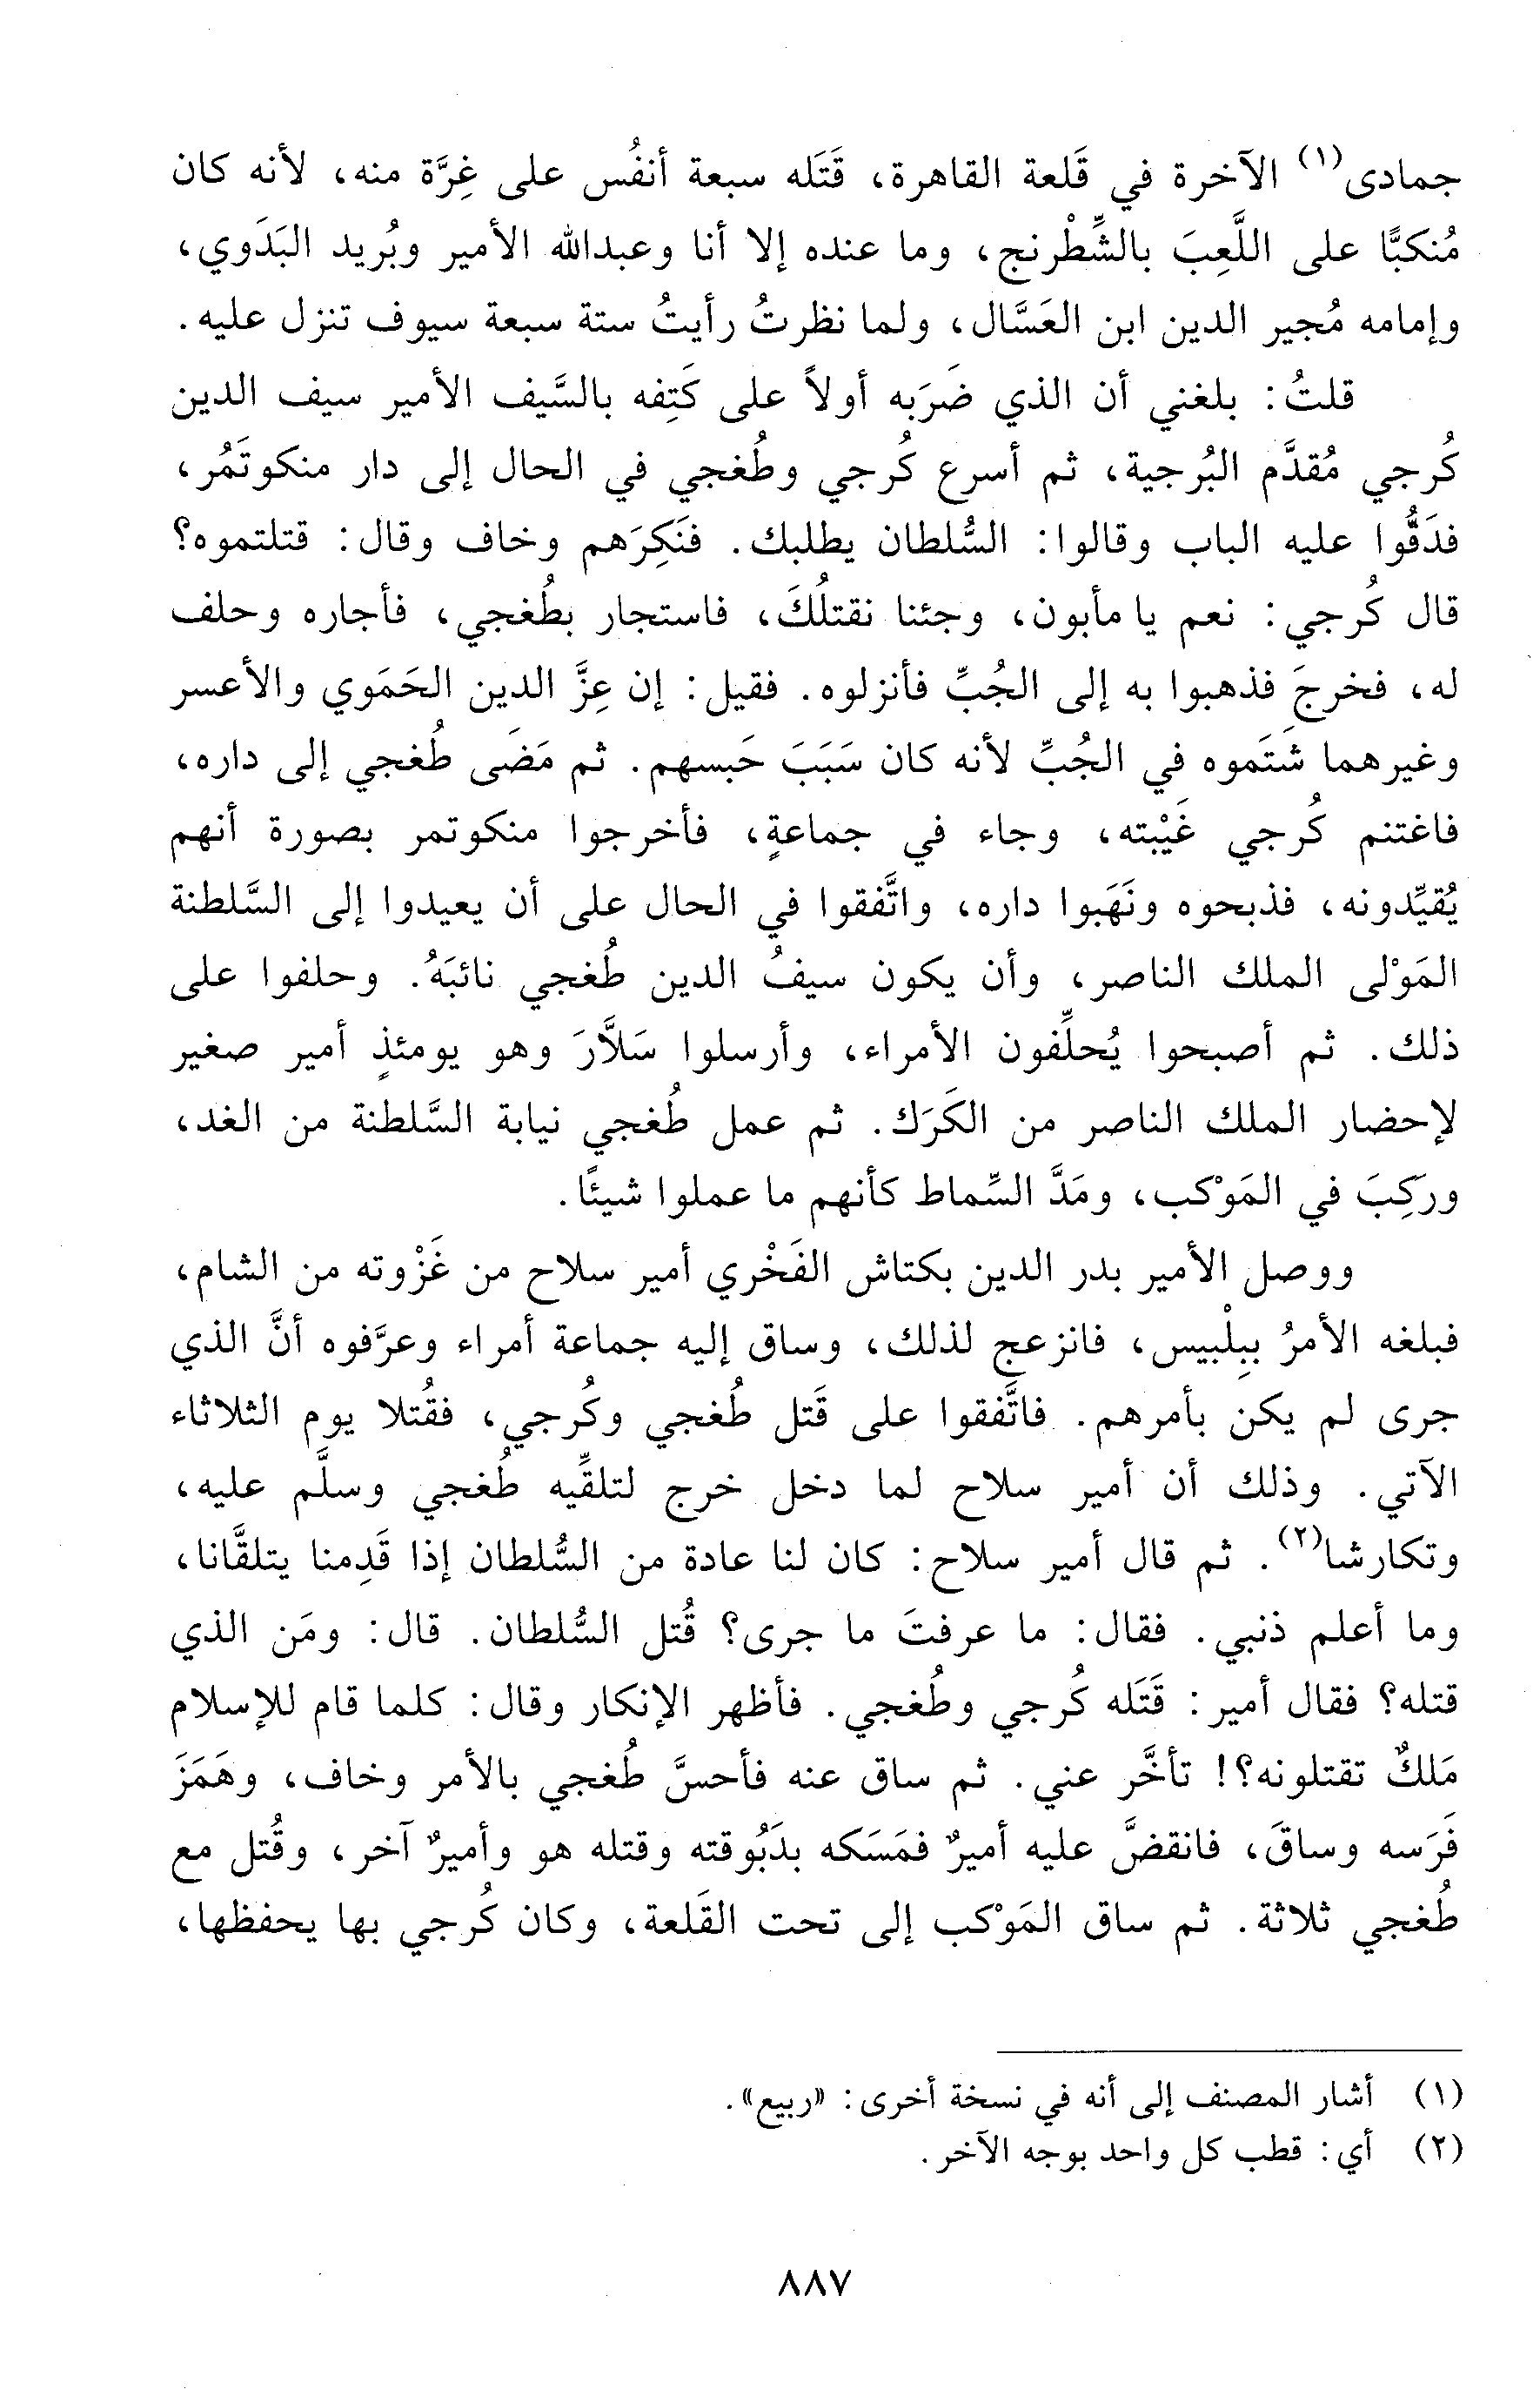 جمادى(١) الآخرة في قَلعة القاهرة، قَتَله سبعة أنفُس على غِرَّة منه، لأنه كان
مُنكبًّا على اللَّعِبَ بالشِّطْرنج، وما عنده إلا أنا وعبدالله الأمير وبُريد البَدَوي،
وإمامه مُجير الدين ابن العَسَّال، ولما نظرتُ رأيتُ ستة سبعة سيوف تنزل عليه.
قلتُ: بلغني أن الذي ضَرَبه أولاً على كَتِفه بالسَّيف الأمير سيف الدين
كُرجي مُقدَّم البُرجية، ثم أسرع كُرجي وطُغجي في الحال إلى دار منكوتَمُر،
فدَقُّوا عليه الباب وقالوا: السُّلطان يطلبك. فنَكِرَهم وخاف وقال: قتلتموه؟
قال كُرجي: نعم يا مأبون، وجئنا نقتلُكَ، فاستجار بطُغجي، فأجاره وحلف
له، فخرجَ فذهبوا به إلى الجُبِّ فأنزلوه. فقيل: إن عِزَّ الدين الحَمَوي والأعسر
وغيرهما شَتَموه في الجُبِّ لأنه كان سَبَبَ حَبسهم. ثم مَضَى طُغجي إلى داره،
فاغتنم كُرجي غَيْبته، وجاء في جماعةٍ، فأخرجوا منكوتمر بصورة أنهم
يُقيِّدونه، فذبحوه ونَهَبوا داره، واتَّفقوا في الحال على أن يعيدوا إلى السَّلطنة
المَوْلى الملك الناصر، وأن يكون سيفُ الدين طُغجي نائبَهُ. وحلفوا على
ذلك. ثم أصبحوا يُحلِّفون الأمراء، وأرسلوا سَلاَّرَ وهو يومئذٍ أمير صغير
لإحضار الملك الناصر من الكَرَك. ثم عمل طُغجي نيابة السَّلطنة من الغد،
وركِبَ في المَوْكب، ومَدَّ السِّماط كأنهم ما عملوا شيئًا.
ووصل الأمير بدر الدين بكتاش الفَخْري أمير سلاح من غَزْوته من الشام،
فبلغه الأمرُ ببِلْبيس، فانزعج لذلك، وساق إليه جماعة أمراء وعرَّفوه أنَّ الذي
جرى لم يكن بأمرهم. فاتَّفقوا على قَتل طُغجي وكُرجي، فقُتلا يوم الثلاثاء
الآتي. وذلك أن أمير سلاح لما دخل خرج لتلقِّيه طُغجي وسلَّم عليه،
وتكارشا(٢). ثم قال أمير سلاح: كان لنا عادة من السُّلطان إذا قَدِمنا يتلقَّانا،
وما أعلم ذنبي. فقال: ما عرفتَ ما جرى؟ قُتل السُّلطان. قال: ومَن الذي
قتله؟ فقال أمير: قَتَله كُرجي وطُغجي. فأظهر الإنكار وقال: كلما قام للإسلام
مَلكٌ تقتلونه؟! تأخَّر عني. ثم ساق عنه فأحسَّ طُغجي بالأمر وخاف، وهَمَزَ
فَرَسه وساقَ، فانقضَّ عليه أميرٌ فمَسَكه بدَبُوقته وقتله هو وأميرٌ آخر، وقُتل مع
طُغجي ثلاثة. ثم ساق المَوْكب إلى تحت القَلعة، وكان كُرجي بها يحفظها،
(١) أشار المصنف إلى أنه في نسخة أخرى: «ربيع».
(٢) أي: قطب كل واحد بوجه الآخر.
٨٨٧